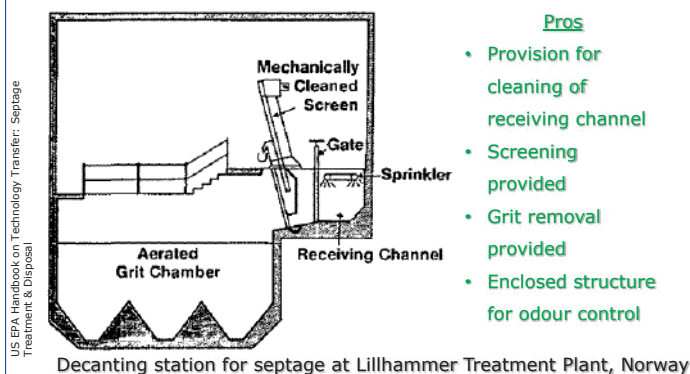 US EPA Handbook on Technology Transfer: Septage
Treatment & Disposal
Mechanically
Cleaned
Screen
Gate
Sprinkler
Aerated
Grit Chamber
Receiving Channel
Pros
• Provision for
cleaning of
receiving channel
• Screening
provided
• Grit removal
provided
• Enclosed structure
for odour control
Decanting station for septage at Lillhammer Treatment Plant, Norway